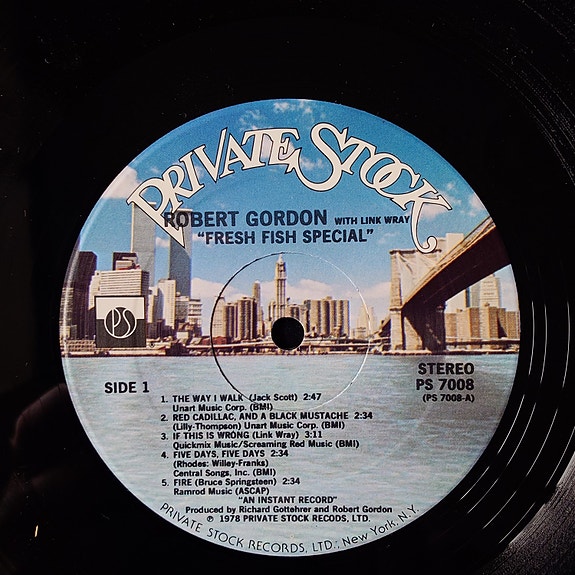 PRIVATE STOCK
ROBERT GORDON WITH LINK WRAY
"FRESH FISH SPECIAL"
PS
SIDE 1
STEREO
PS 7008
(PS 7008-A)
1. THE WAY I WALK (Jack Scott) 2:47
Unart Music Corp. (BMI)
2. RED CADILLAC, AND A BLACK MUSTACHE 2:34
(Lilly-Thompson) Unart Music Corp. (BMI)
3. IF THIS IS WRONG (Link Wray) 3:11
Quickmix Music/Screaming Red Music (BMI)
4. FIVE DAYS, FIVE DAYS 2:34
(Rhodes: Willey-Franks)
Central Songs, Inc. (BMI)
5. FIRE (Bruce Springsteen) 2:34
Ramrod Music (ASCAP)
"AN INSTANT RECORD"
Produced by Richard Gottehrer and Robert Gordon
℗ 1978 PRIVATE STOCK RECODS, LTD.
PRIVATE STOCK RECORDS, LTD., New York, N.Y.